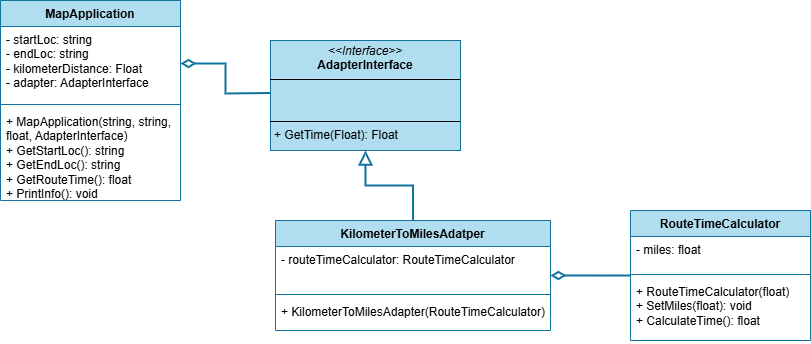 MapApplication
- startLoc: string
- endLoc: string
- kilometerDistance: Float
- adapter: AdapterInterface
+ MapApplication(string, string,
float, AdapterInterface)
+ GetStartLoc(): string
+ GetEndLoc(): string
+ GetRouteTime(): float
+ PrintInfo(): void
<<Interface>>
AdapterInterface
+ GetTime(Float): Float
KilometerToMilesAdatper
- routeTimeCalculator: RouteTimeCalculator
+ KilometerToMilesAdapter(RouteTimeCalculator)
RouteTimeCalculator
- miles: float
+ RouteTimeCalculator(float)
+ SetMiles(float): void
+ CalculateTime(): float